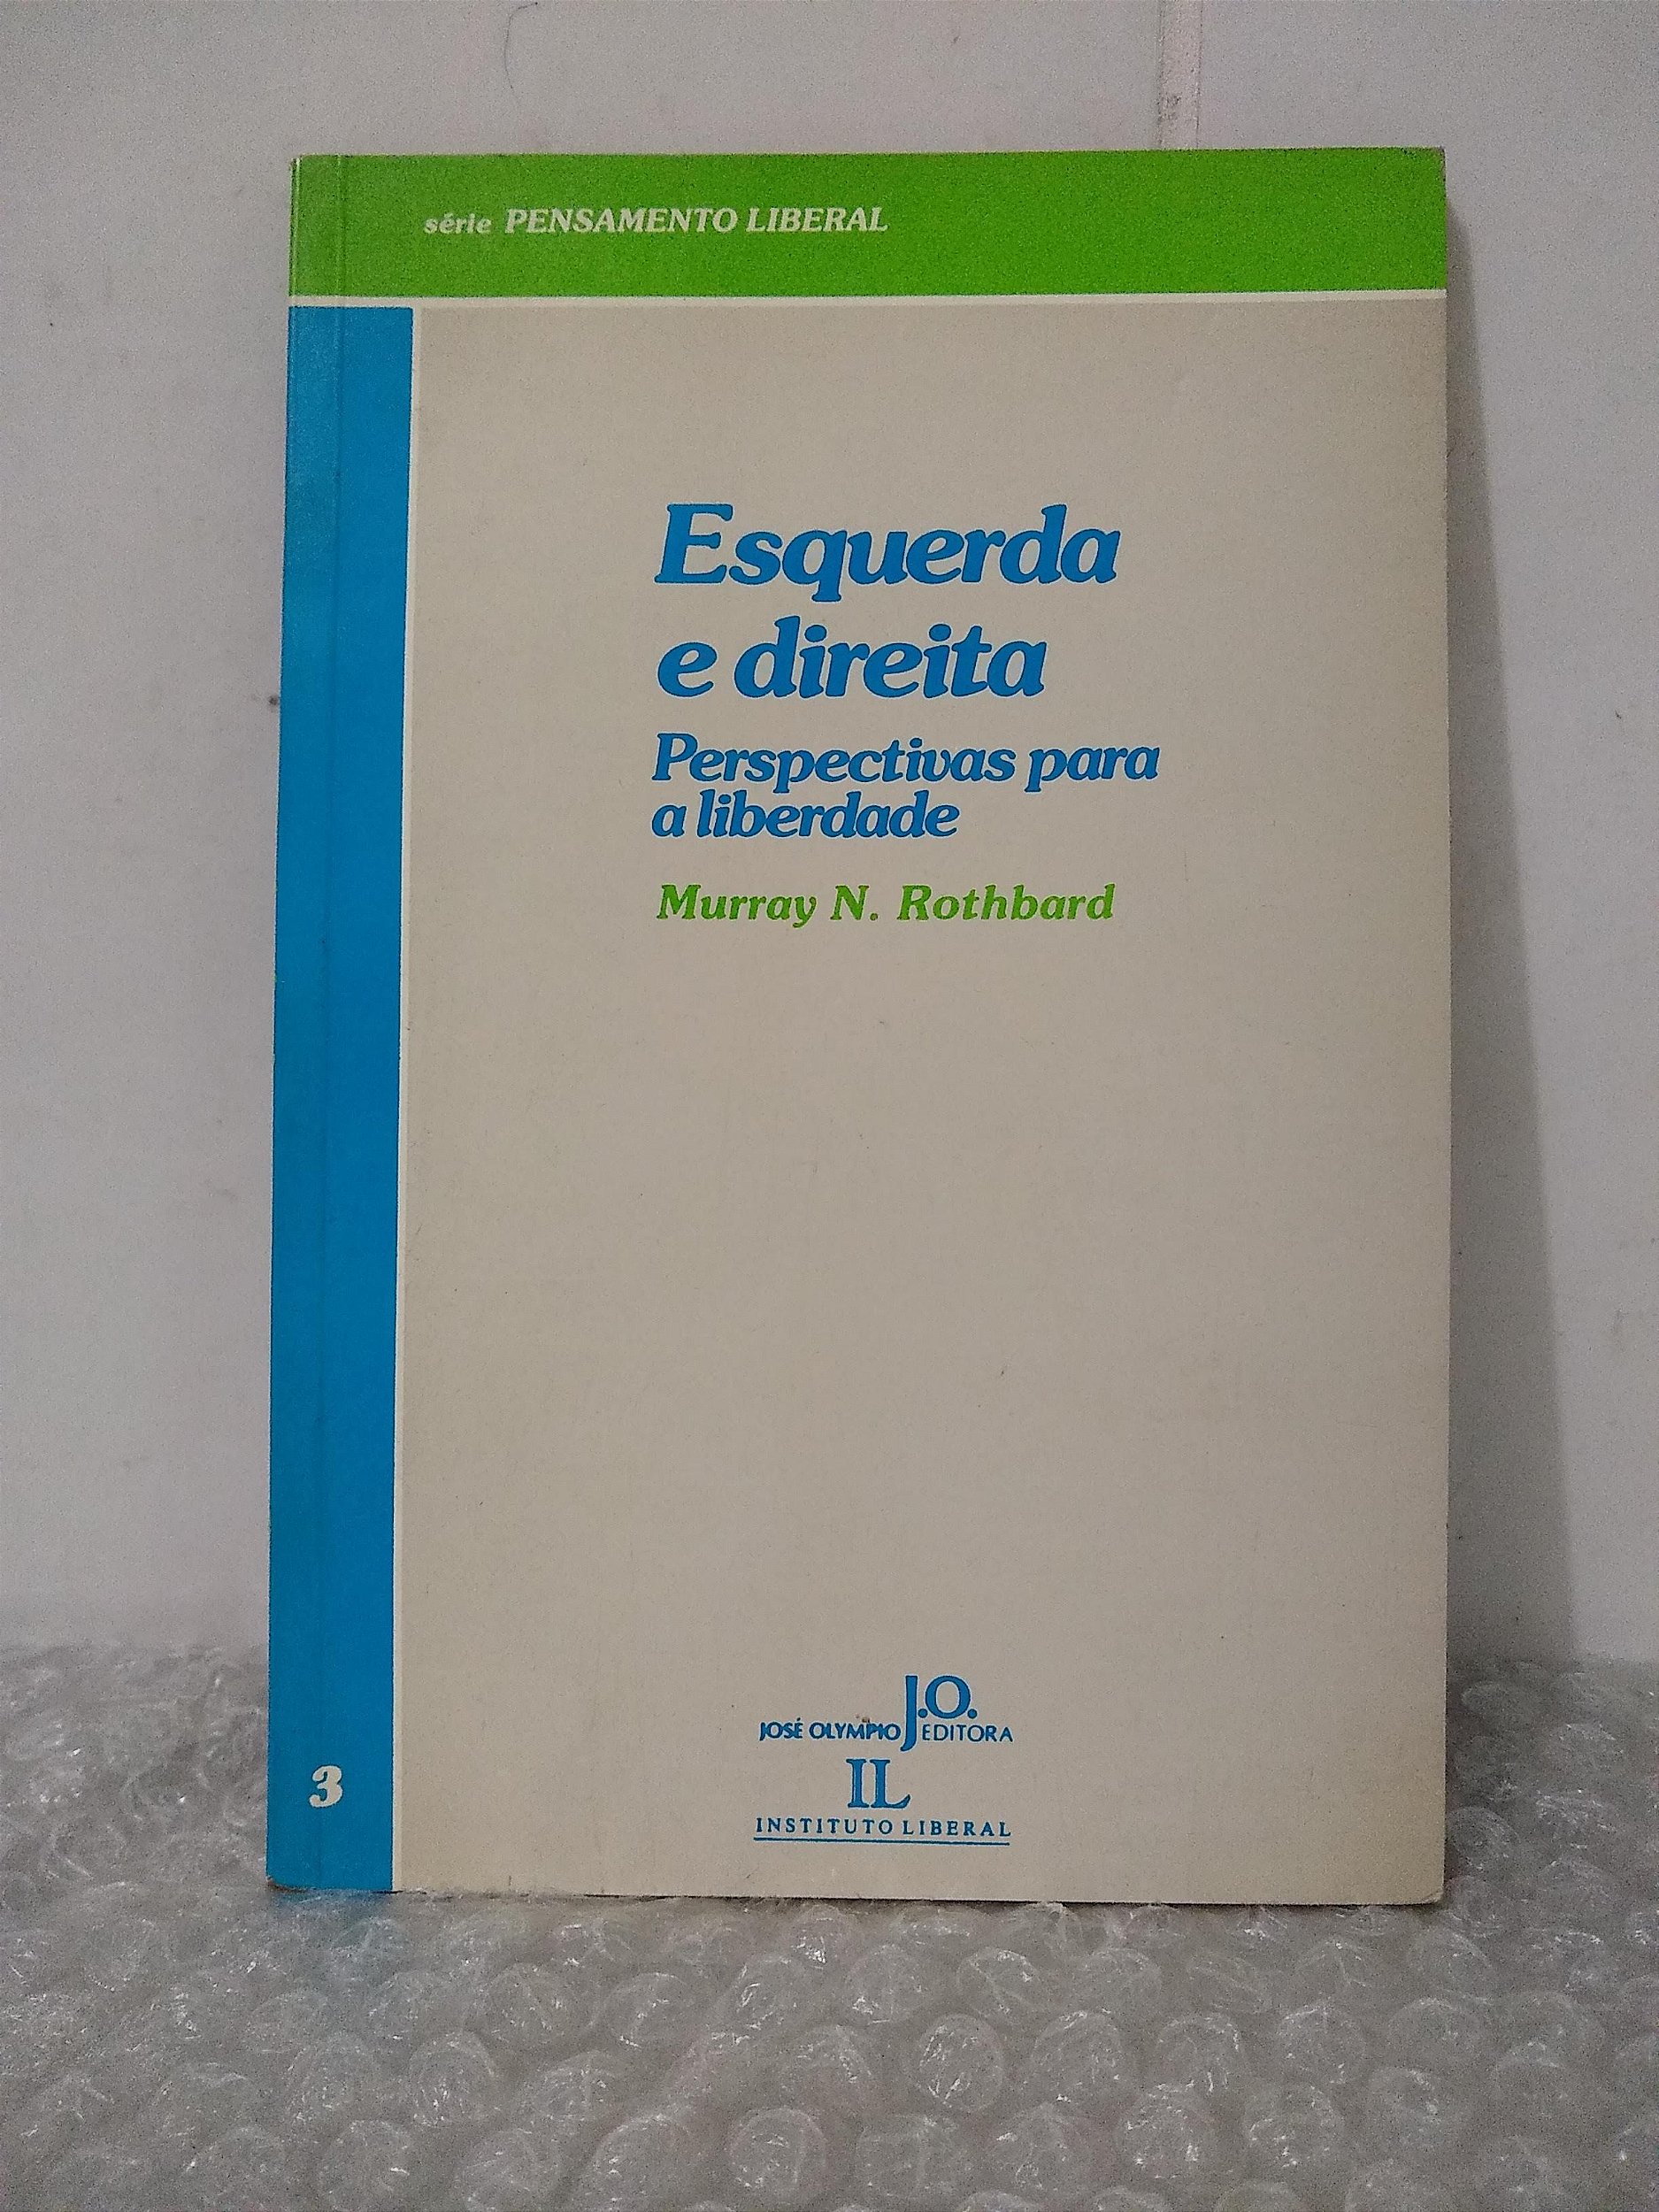 série PENSAMENTO LIBERAL
Esquerda
e direita
Perspectivas para
a liberdade
Murray N. Rothbard
J.O.
JOSÉ OLYMPIO EDITORA
IL
INSTITUTO LIBERAL
3